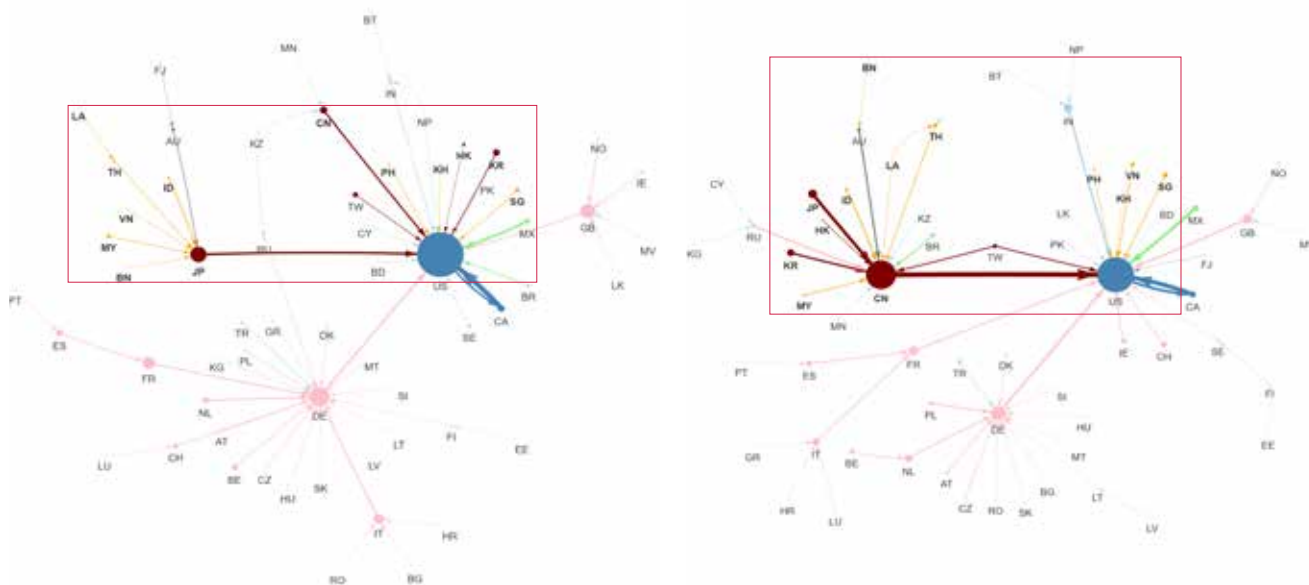 BT
MN
FJ
IN
LA
CN
NP
AU
KZ
HK
KR
NO
TH
PH
KH
IE
ID
TW
PK
SG
VN
CY
MX
GB
MY
RU
MV
BN
JP
BD
US
BR
LK
PT
CA
ES
TR
GR
DK
SE
FR
KG
PL
MT
NL
DE
SI
AT
LT
FI
LU
CH
BE
CZ
HU
SK
LV
EE
IT
HR
RO
BG
NP
BN
BT
AU
TH
IN
LA
PH
VN
SG
NO
CY
JP
ID
KH
HK
KZ
LK
BD
MX
KG
RU
BR
PK
GB
KR
TW
FJ
CN
US
MY
CA
MN
IE
CH
SE
PT
ES
FR
TR
DK
PL
SI
FI
DE
HU
EE
GR
IT
BE
NL
AT
MT
HR
LU
CZ
RO
SK
BG
LT
LV